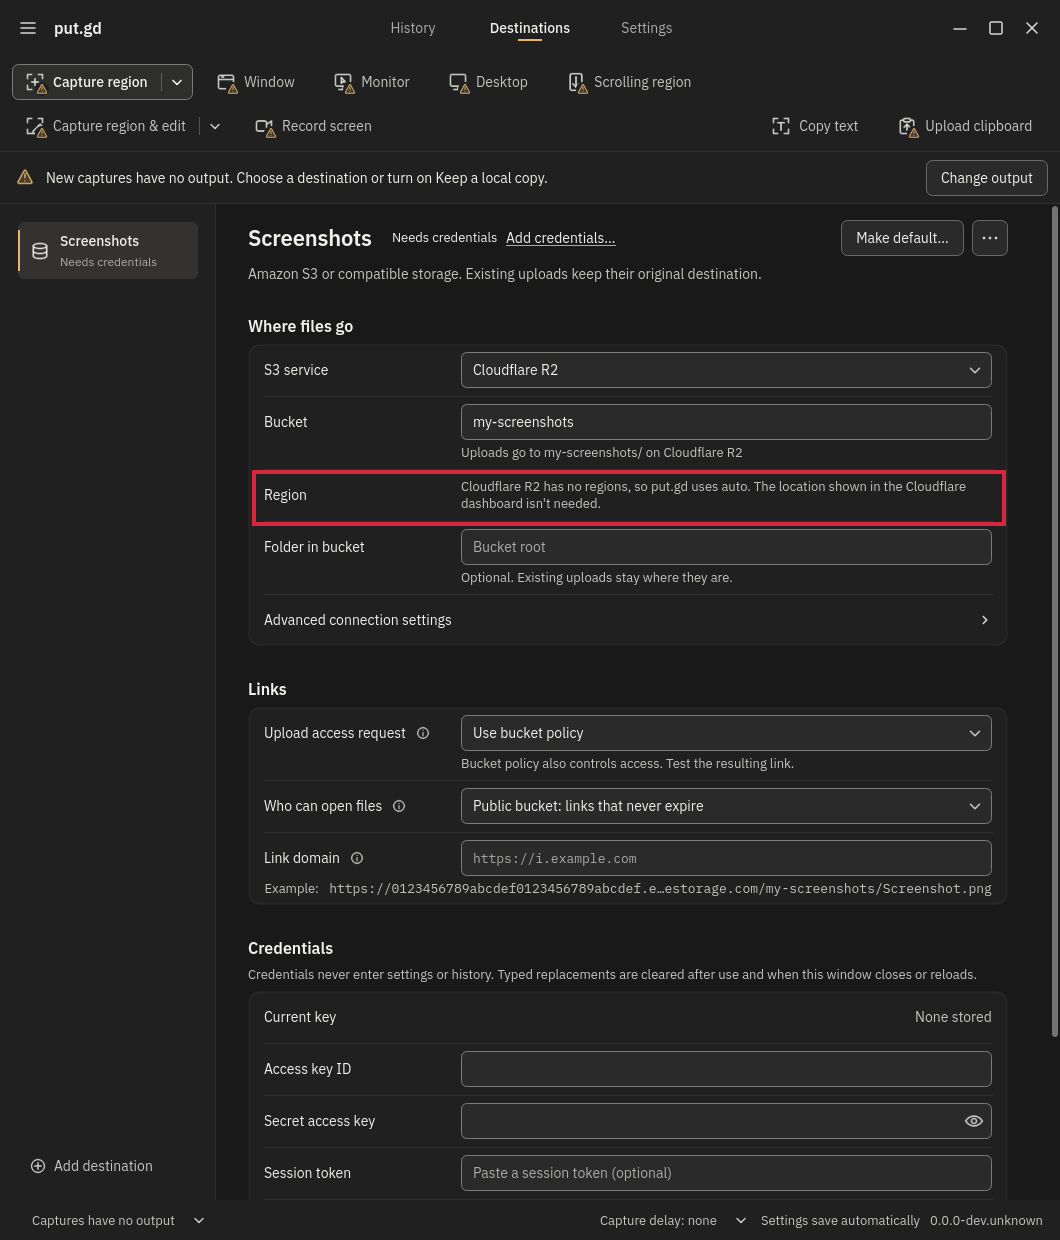 put.gd
History
Destinations
Settings
Capture region
Window
Monitor
Desktop
Scrolling region
Capture region & edit
Record screen
Copy text
Upload clipboard
New captures have no output. Choose a destination or turn on Keep a local copy.
Change output
Screenshots
Needs credentials
Screenshots
Needs credentials
Add credentials...
Make default...
Amazon S3 or compatible storage. Existing uploads keep their original destination.
Where files go
S3 service
Cloudflare R2
Bucket
my-screenshots
Uploads go to my-screenshots/ on Cloudflare R2
Region
Cloudflare R2 has no regions, so put.gd uses auto. The location shown in the Cloudflare
dashboard isn't needed.
Folder in bucket
Bucket root
Optional. Existing uploads stay where they are.
Advanced connection settings
Links
Upload access request
Use bucket policy
Bucket policy also controls access. Test the resulting link.
Who can open files
Public bucket: links that never expire
Link domain
https://i.example.com
Example: https://0123456789abcdef0123456789abcdef.e…estorage.com/my-screenshots/Screenshot.png
Credentials
Credentials never enter settings or history. Typed replacements are cleared after use and when this window closes or reloads.
Current key
None stored
Access key ID
Secret access key
Session token
Paste a session token (optional)
Add destination
Captures have no output
Capture delay: none
Settings save automatically
0.0.0-dev.unknown